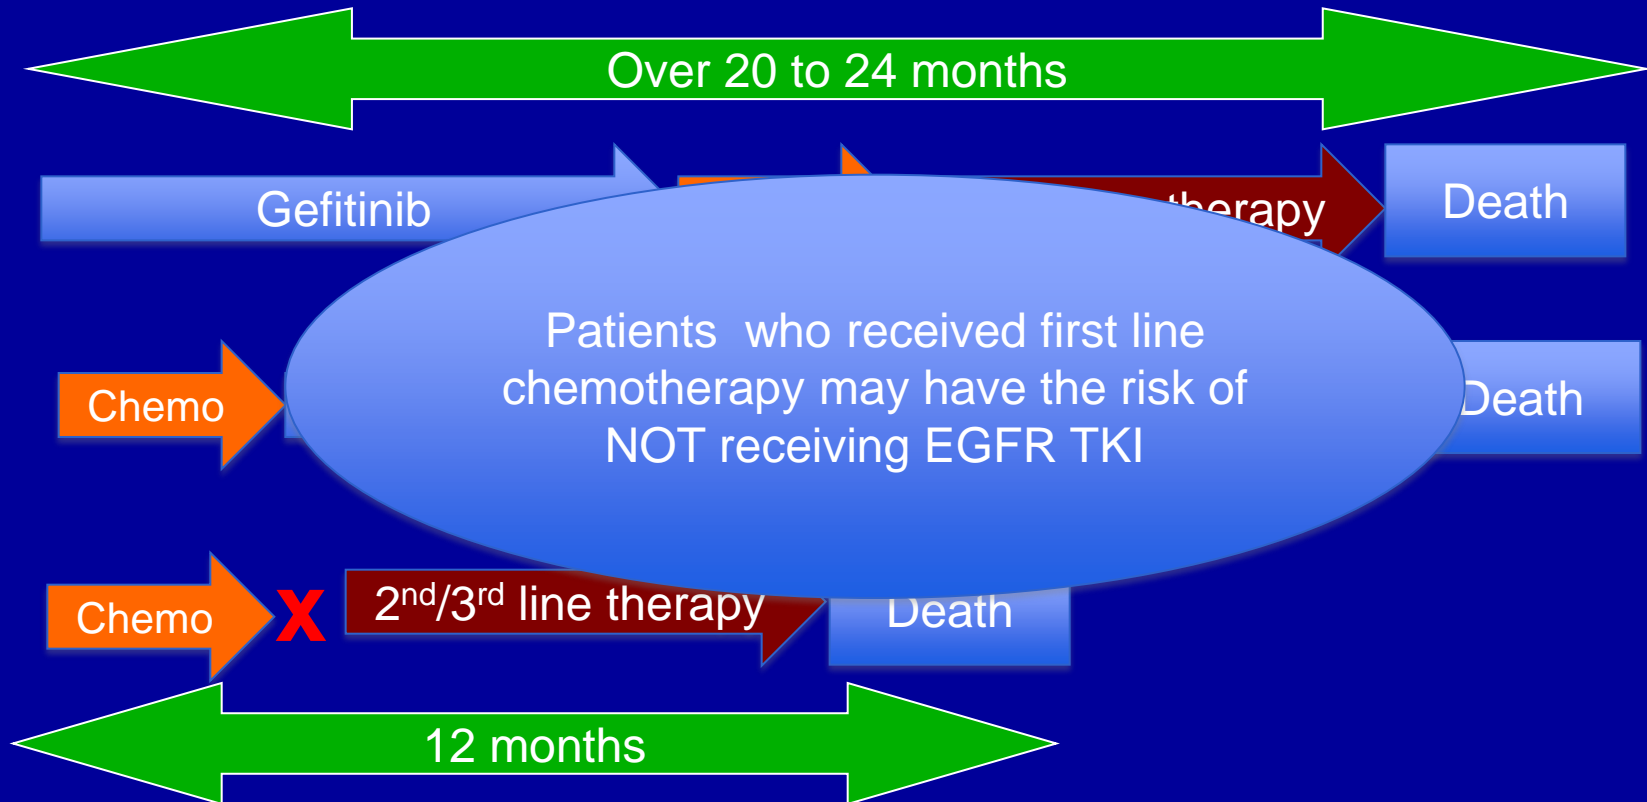 Over 20 to 24 months
Gefitinib
therapy
Death
Patients who received first line
chemotherapy may have the risk of
NOT receiving EGFR TKI
Chemo
Death
Chemo
X
2nd/3rd line therapy
Death
12 months